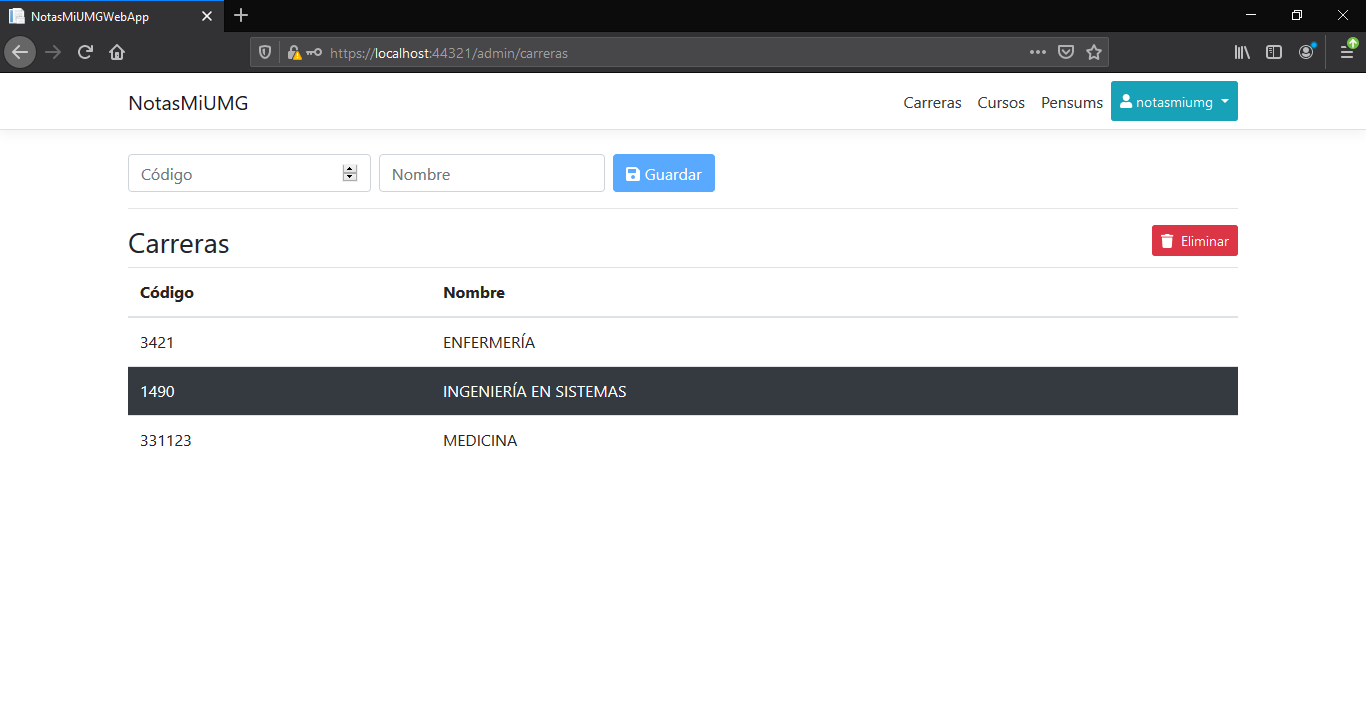 NotasMiUMGWebApp
https://localhost:44321/admin/carreras
NotasMiUMG Carreras Cursos Pensums notasmiumg
Código Nombre Guardar
Carreras Eliminar
Código Nombre
3421 ENFERMERÍA
1490 INGENIERÍA EN SISTEMAS
331123 MEDICINA